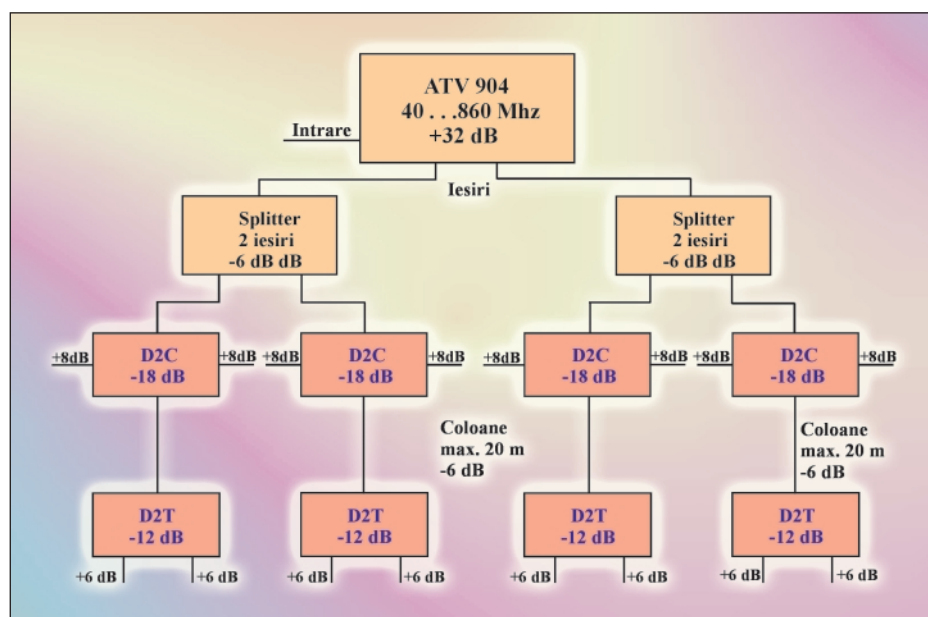 ATV 904
40 . . .860 Mhz
+32 dB
Intrare
Iesiri
Splitter
2 iesiri
-6 dB dB
Splitter
2 iesiri
-6 dB dB
+8dB
D2C
-18 dB
+8dB
+8dB
D2C
-18 dB
+8dB
+8dB
D2C
-18 dB
+8dB
+8dB
D2C
-18 dB
+8dB
Coloane
max. 20 m
-6 dB
Coloane
max. 20 m
-6 dB
D2T
-12 dB
D2T
-12 dB
D2T
-12 dB
D2T
-12 dB
+6 dB
+6 dB
+6 dB
+6 dB
+6 dB
+6 dB
+6 dB
+6 dB